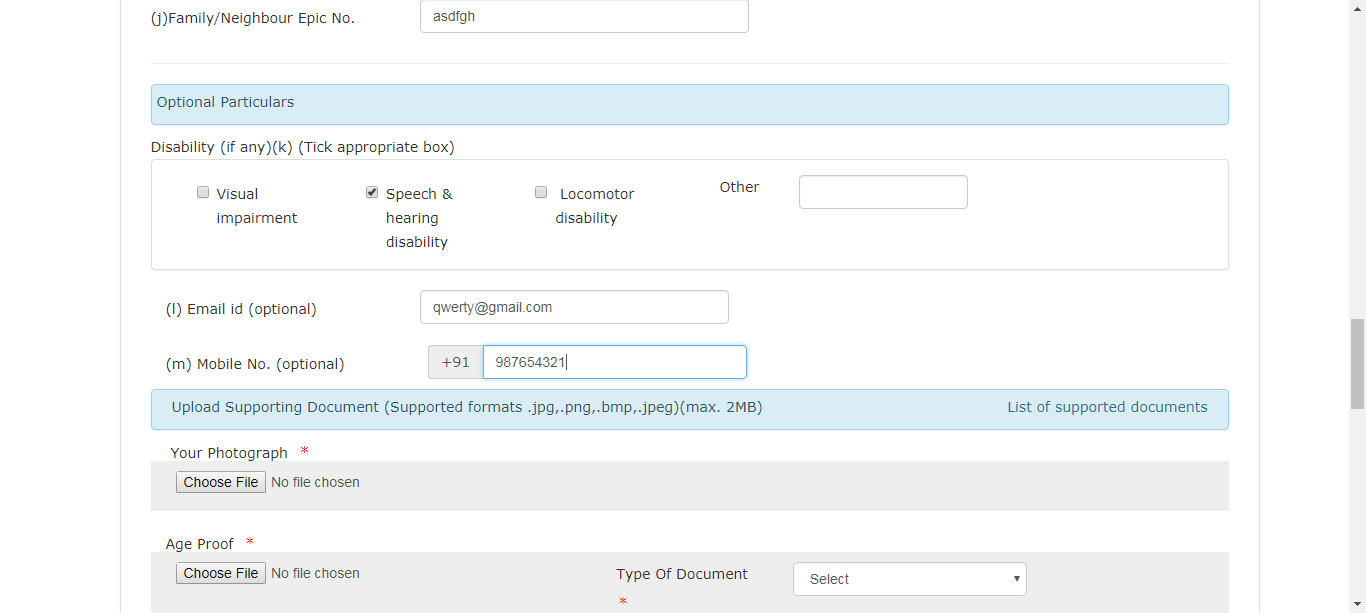 (j)Family/Neighbour Epic No. asdfgh
Optional Particulars
Disability (if any)(k) (Tick appropriate box)
Visual impairment
Speech & hearing disability
Locomotor disability
Other
(l) Email id (optional) qwerty@gmail.com
(m) Mobile No. (optional) +91 987654321
Upload Supporting Document (Supported formats .jpg,.png,.bmp,.jpeg)(max. 2MB) List of supported documents
Your Photograph *
Choose File No file chosen
Age Proof *
Choose File No file chosen Type Of Document Select
*